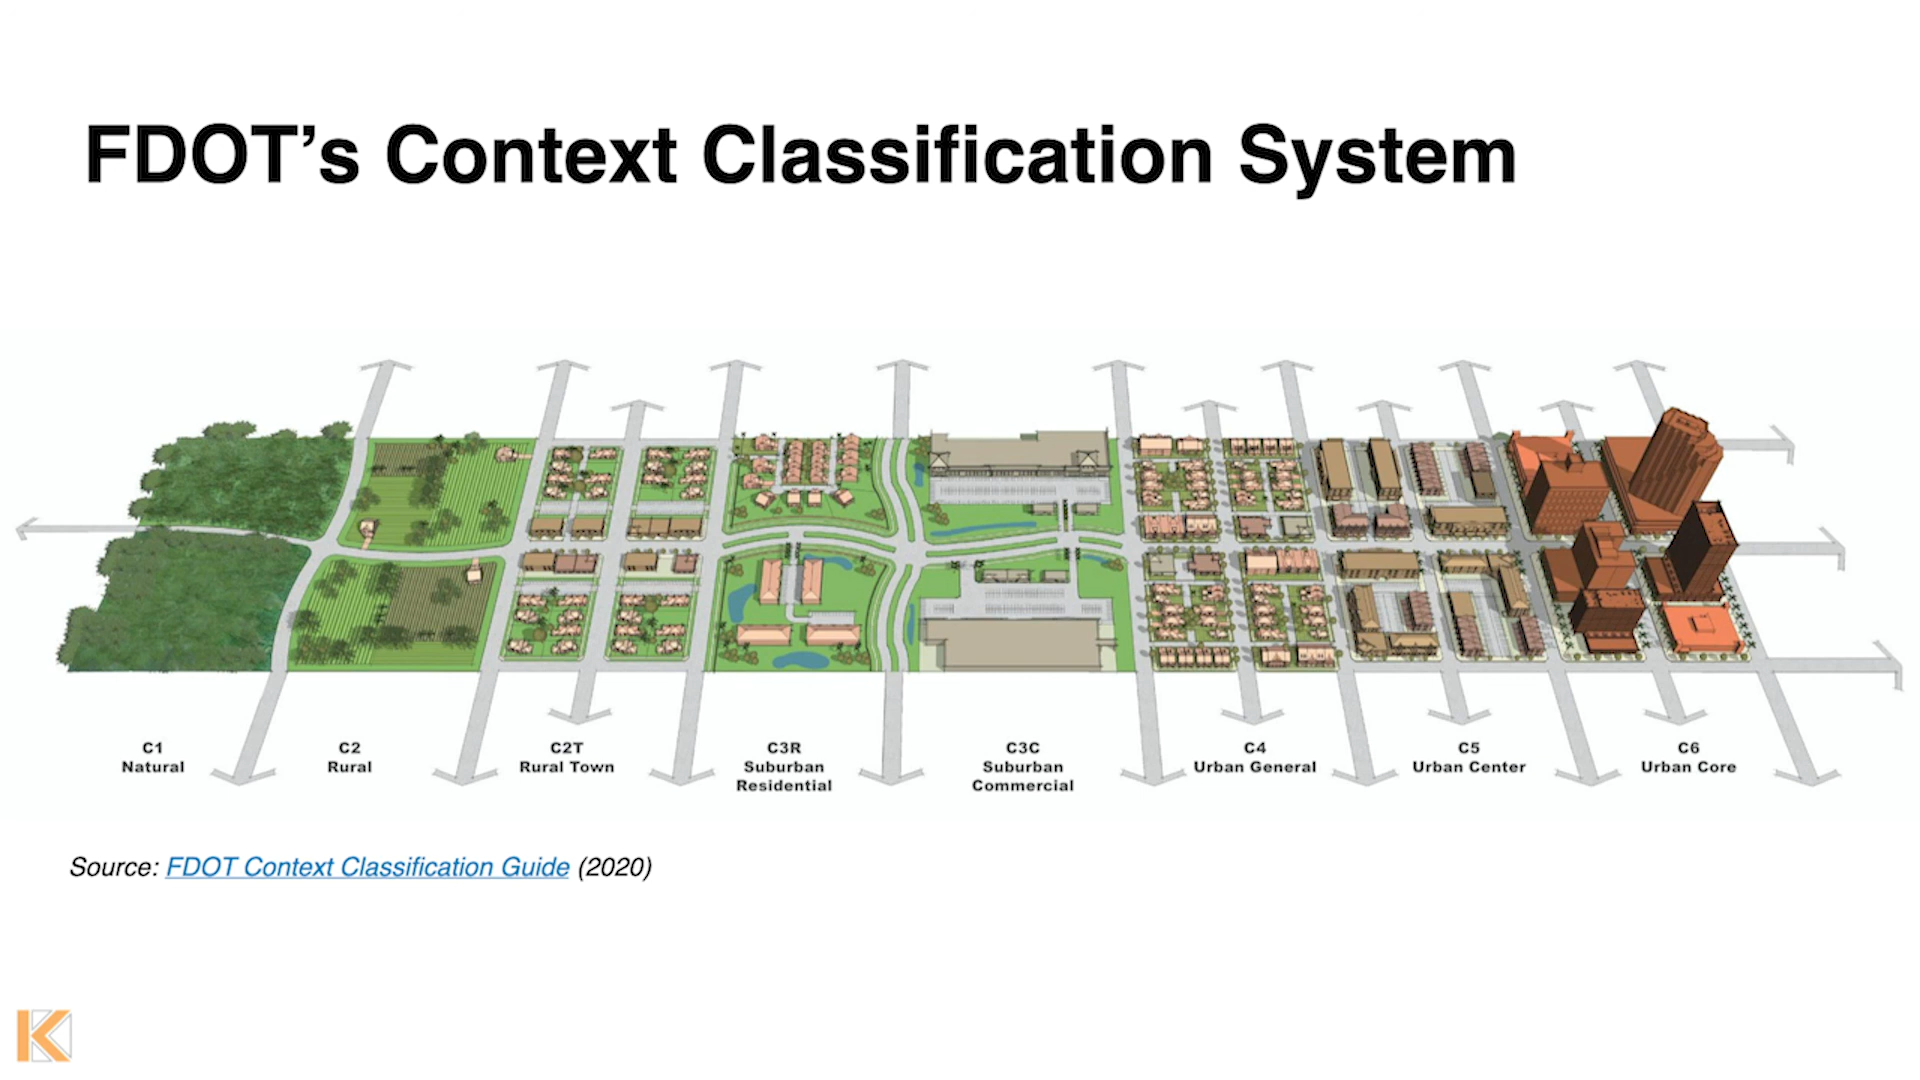 FDOT’s Context Classification System
C1
Natural
C2
Rural
C2T
Rural Town
C3R
Suburban
Residential
C3C
Suburban
Commercial
C4
Urban General
C5
Urban Center
C6
Urban Core
Source: FDOT Context Classification Guide (2020)
K